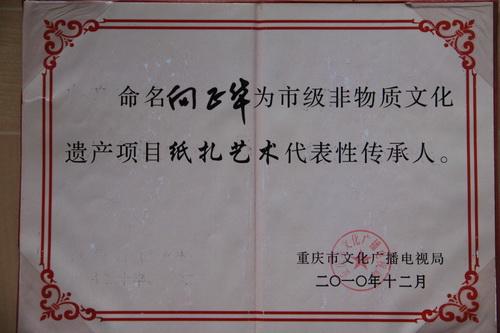 命名向正华为市级非物质文化
遗产项目纸扎艺术代表性传承人。
重庆市文化广播电视局
二〇一〇年十二月